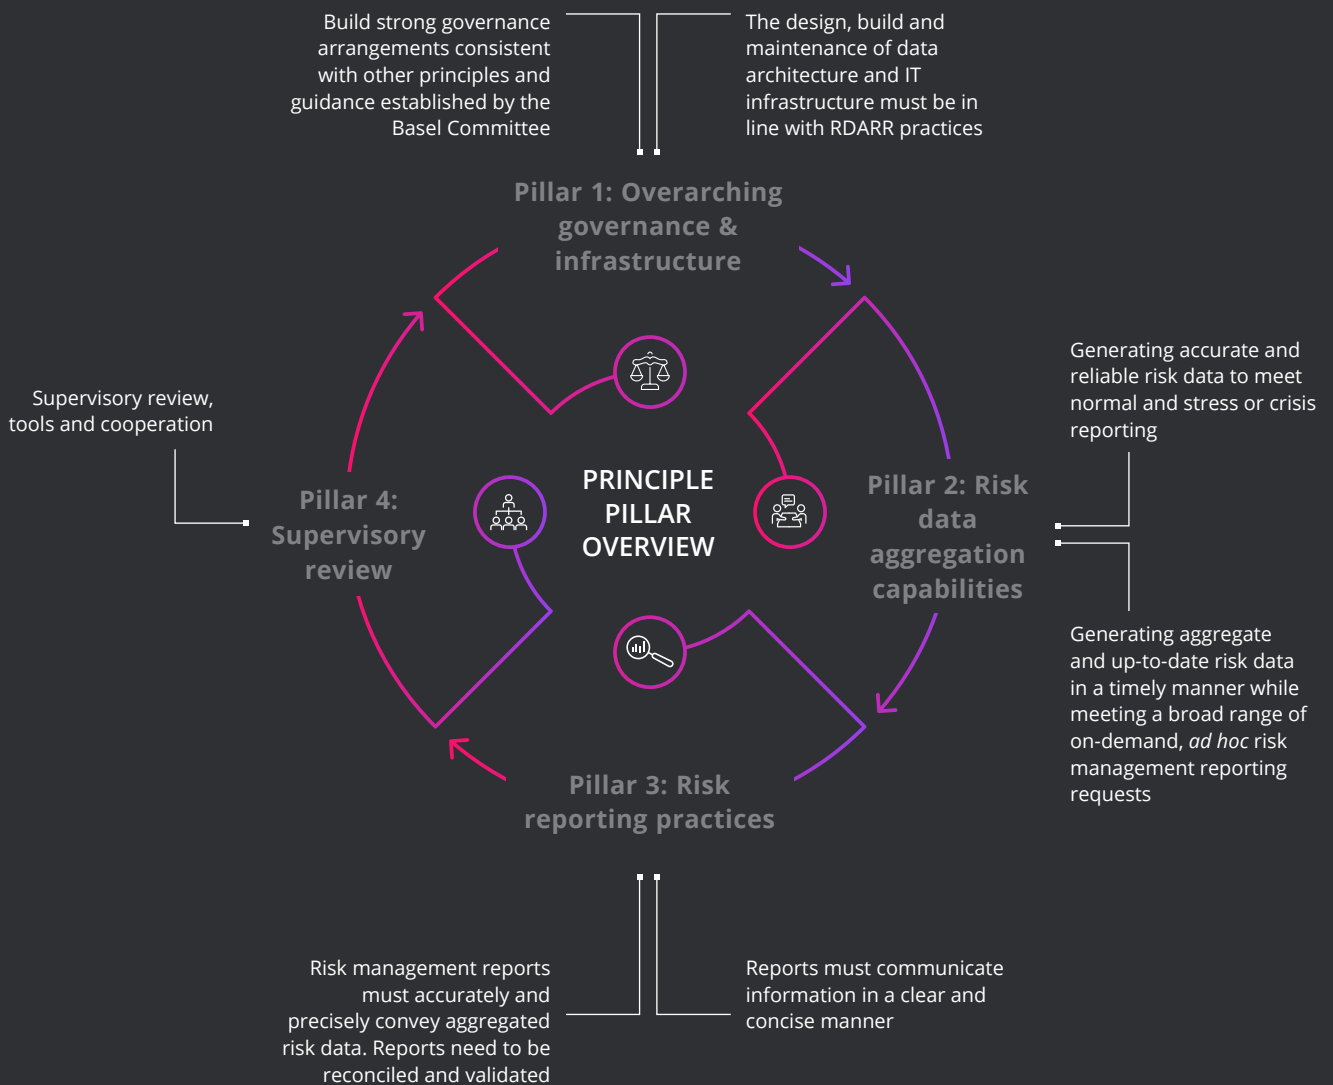 Build strong governance
arrangements consistent
with other principles and
guidance established by the
Basel Committee
The design, build and
maintenance of data
architecture and IT
infrastructure must be in
line with RDARR practices
Pillar 1: Overarching
governance &
infrastructure
Generating accurate and
reliable risk data to meet
normal and stress or crisis
reporting
Supervisory review,
tools and cooperation
PRINCIPLE
PILLAR
OVERVIEW
Pillar 2: Risk
data
aggregation
capabilities
Pillar 4:
Supervisory
review
Generating aggregate
and up-to-date risk data
in a timely manner while
meeting a broad range of
on-demand, ad hoc risk
management reporting
requests
Pillar 3: Risk
reporting practices
Risk management reports
must accurately and
precisely convey aggregated
risk data. Reports need to be
reconciled and validated
Reports must communicate
information in a clear and
concise manner